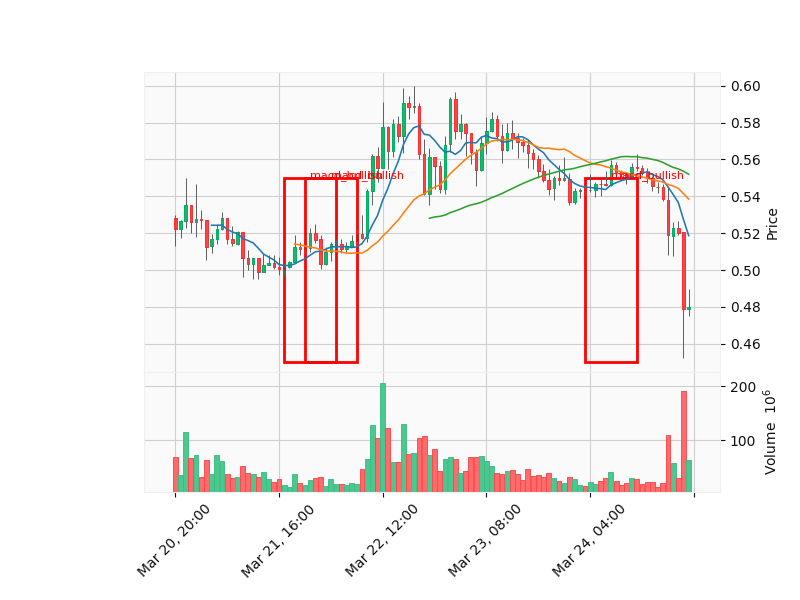 0.60
0.58
0.56
0.54
0.52
0.50
0.48
0.46
Price
200
100
Volume 10^6
Mar 20, 20:00
Mar 21, 16:00
Mar 22, 12:00
Mar 23, 08:00
Mar 24, 04:00